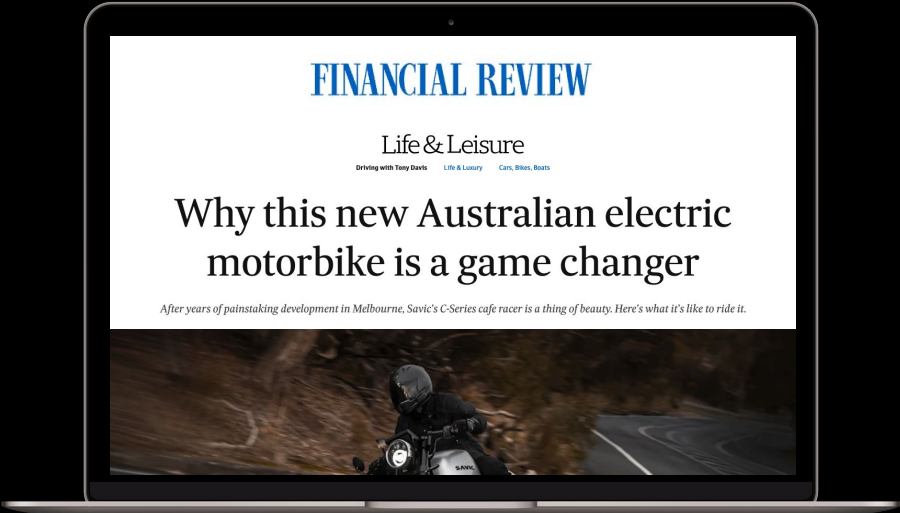 FINANCIAL REVIEW
Life & Leisure
Driving with Tony Davis Life & Luxury Cars, Bikes, Boats
Why this new Australian electric
motorbike is a game changer
After years of painstaking development in Melbourne, Savic's C-Series cafe racer is a thing of beauty. Here's what it's like to ride it.
SAVIC